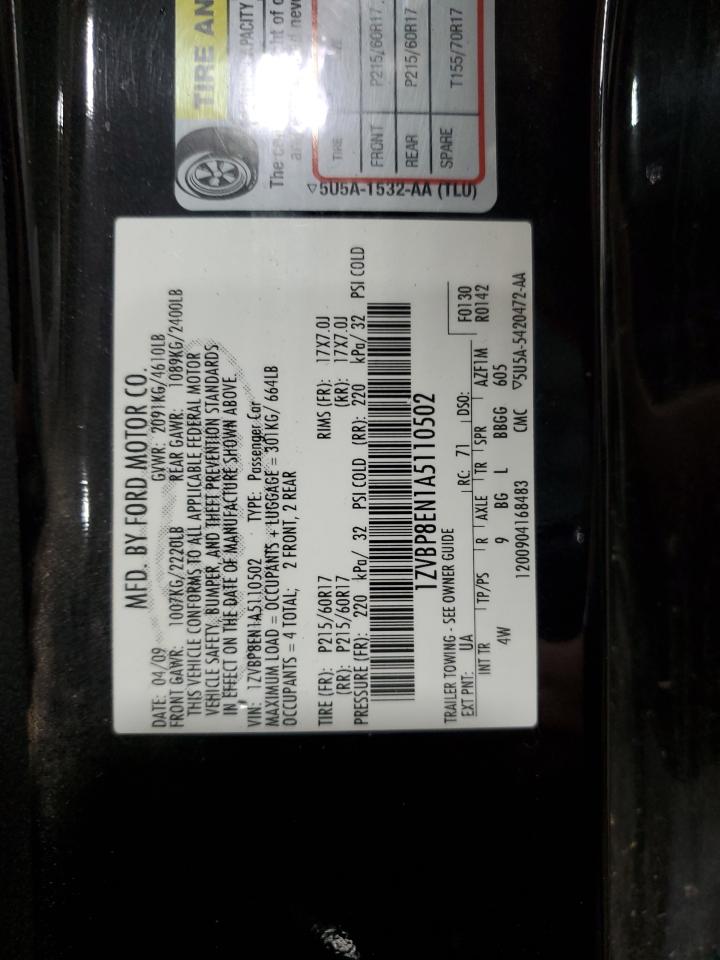 TIRE AN
CAPACITY
The co
ht of o
an
d neve
TIRE
FRONT P215/60R17
REAR P215/60R17
SPARE T155/70R17
▽5U5A-1532-AA (TLU)
MFD. BY FORD MOTOR CO.
DATE: 04/09 GVWR: 2091KG/4610LB
FRONT GAWR: 1007KG/2220LB REAR GAWR: 1089KG/2400LB
THIS VEHICLE CONFORMS TO ALL APPLICABLE FEDERAL MOTOR
VEHICLE SAFETY, BUMPER, AND THEFT PREVENTION STANDARDS
IN EFFECT ON THE DATE OF MANUFACTURE SHOWN ABOVE.
VIN: 1ZVBP8EN1A5110502 TYPE: Passenger Car
MAXIMUM LOAD = OCCUPANTS + LUGGAGE = 301KG/ 664LB
OCCUPANTS = 4 TOTAL; 2 FRONT, 2 REAR
TIRE (FR): P215/60R17 RIMS (FR): 17X7.0J
(RR): P215/60R17 (RR): 17X7.0J
PRESSURE (FR): 220 kPa/ 32 PSI COLD (RR): 220 kPa/ 32 PSI COLD
1ZVBP8EN1A5110502
TRAILER TOWING - SEE OWNER GUIDE
EXT PNT: UA RC: 71 DSO: F0130
INT TR TP/PS R AXLE TR SPR AZF1M R0142
4W 9 BG L BBGG 605
1200904168483 CMC ▽5U5A-5420472-AA